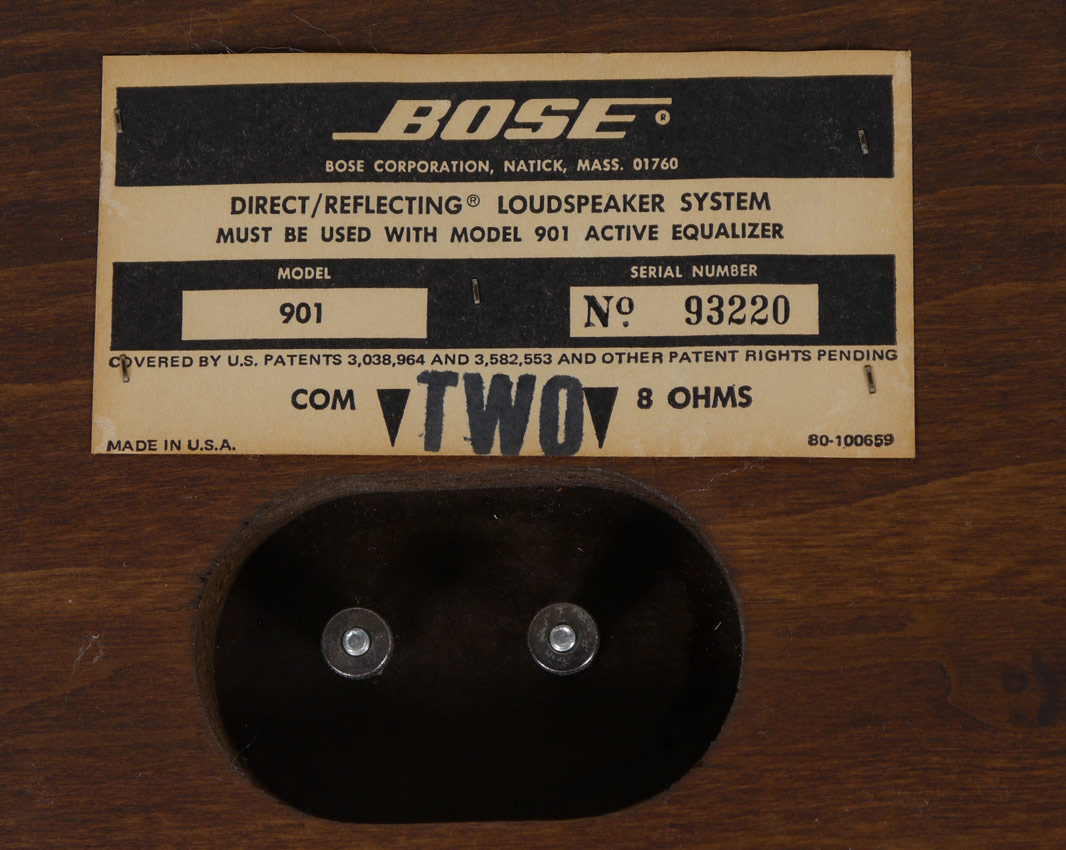 BOSE®
BOSE CORPORATION, NATICK, MASS. 01760
DIRECT/REFLECTING® LOUDSPEAKER SYSTEM
MUST BE USED WITH MODEL 901 ACTIVE EQUALIZER
MODEL SERIAL NUMBER
901 Nº. 93220
COVERED BY U.S. PATENTS 3,038,964 AND 3,582,553 AND OTHER PATENT RIGHTS PENDING
COM TWO 8 OHMS
MADE IN U.S.A. 80-100659